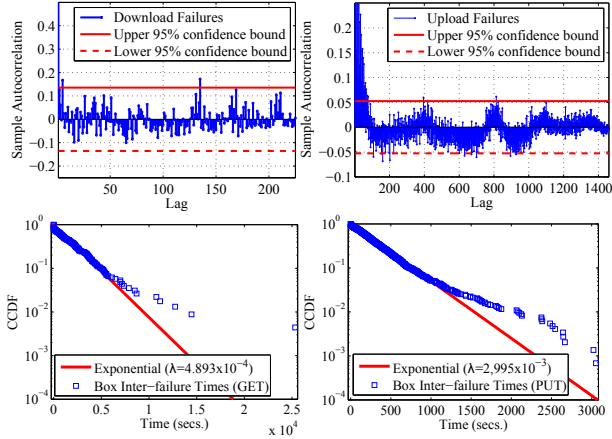 Download Failures
Upper 95% confidence bound
Lower 95% confidence bound
Sample Autocorrelation
0.4
0.3
0.2
0.1
0
−0.1
−0.2
50 100 150 200
Lag
Upload Failures
Upper 95% confidence bound
Lower 95% confidence bound
Sample Autocorrelation
0.2
0.15
0.1
0.05
0
−0.05
−0.1
200 400 600 800 1000 1200 1400
Lag
CCDF
10^0
10^-1
10^-2
10^-3
10^-4
Exponential (λ=4.893x10^-4)
Box Inter−failure Times (GET)
0 0.5 1 1.5 2 2.5
x 10^4
Time (secs.)
CCDF
10^0
10^-1
10^-2
10^-3
10^-4
Exponential (λ=2,995x10^-3)
Box Inter−failure Times (PUT)
0 500 1000 1500 2000 2500 3000
Time (secs.)